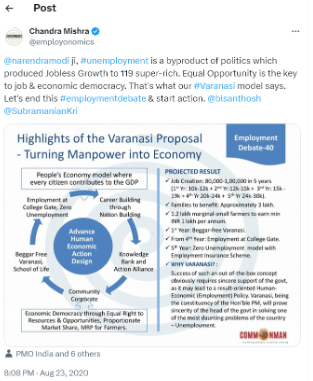 Post
Chandra Mishra
@employonomics
@narendramodi ji, #unemployment is a byproduct of politics which
produced Jobless Growth to 119 super-rich. Equal Opportunity is the key
to job & economic democracy. That's what our #Varanasi model says.
Let's end this #employmentdebate & start action. @blsanthosh
@SubramanianKri
Highlights of the Varanasi Proposal
- Turning Manpower into Economy
Employment
Debate-40
People's Economy model where
every citizen contributes to the GDP
Employment at
College Gate, Zero
Unemployment
Career Building
through
Nation Building
Advance
Human
Economic
Action
Design
Beggar Free
Varanasi,
School of Life
Knowledge
Bank and
Action Alliance
Community
Corporate
Economic Democracy through Equal Right to
Resources & Opportunities, Proportionate
Market Share, MRP for Farmers.
PROJECTED RESULT
✓ Job Creation: 80,000-1,00,000 in 5 years
(1st Yr: 10k-12k + 2nd Yr:12k-15k + 3rd Yr: 15k -
19k + 4th Yr 20k-24k + 5th Yr 24k-30k).
✓ Families to benefit: Approximately 3 lakh.
✓ 1.2 lakh marginal-small farmers to earn min
INR 1 lakh per annum.
✓ 1st Year: Beggar-free Varanasi.
✓ From 4th Year: Employment at College Gate.
✓ 5th Year: Zero Unemployment model with
Employment Insurance Scheme.
✓ WHY VARANASI? :
Success of such an out-of-the-box concept
obviously requires sincere support of the govt,
as it may lead to a result-oriented Human-
Economic (Employment) Policy. Varanasi, being
the constituency of the Hon'ble PM, will prove
sincerity of the head of the govt in solving one
of the most daunting problems of the country
– Unemployment.
COMMONMAN
PMO India and 6 others
8:08 PM · Aug 23, 2020